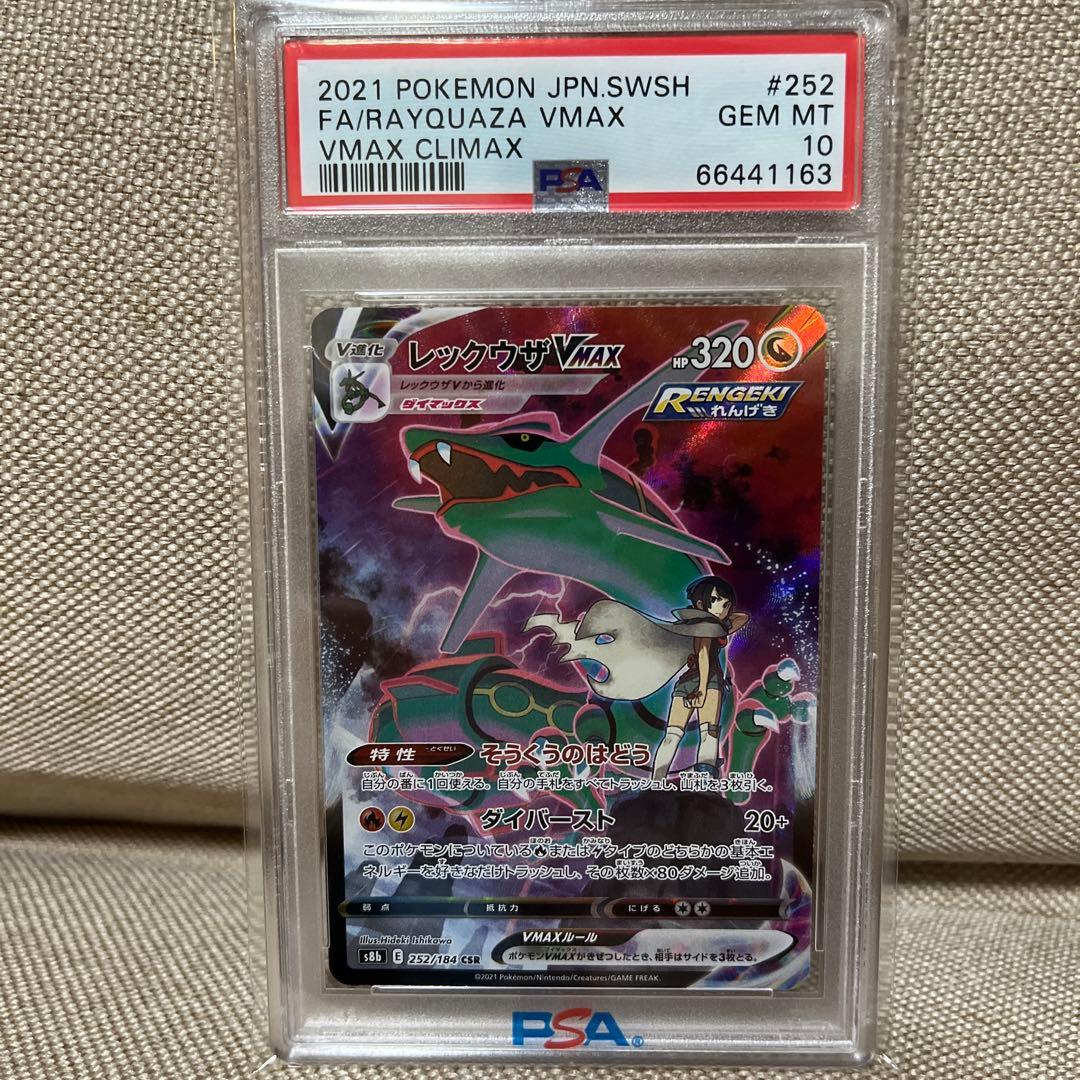 2021 POKEMON JPN.SWSH #252
FA/RAYQUAZA VMAX GEM MT
VMAX CLIMAX 10
PSA 66441163
V進化 レックウザVMAX HP320
レックウザVから進化
ダイマックス
RENGEKI
れんげき
特性 とくせい そうくうのはどう
自分の番に1回使える。自分の手札をすべてトラッシュし、山札を3枚引く。
ダイバースト 20+
このポケモンについているまたはタイプのどちらかの基本エ
ネルギーを好きなだけトラッシュし、その枚数×80ダメージ追加。
弱点 抵抗力 にげる
Illus.Hideki Ishikawa
VMAXルール
s8b E 252/184 CSR
ポケモンVMAXがきぜつしたとき、相手はサイドを3枚とる。
©2021 Pokémon/Nintendo/Creatures/GAME FREAK.
PSA®